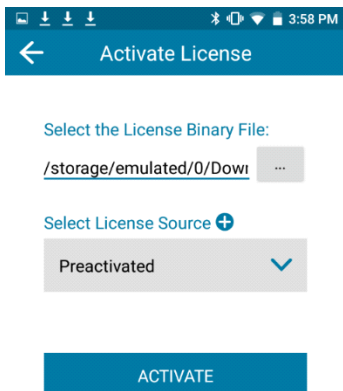 3:58 PM
Activate License
Select the License Binary File:
/storage/emulated/0/Dow
...
Select License Source
Preactivated
ACTIVATE